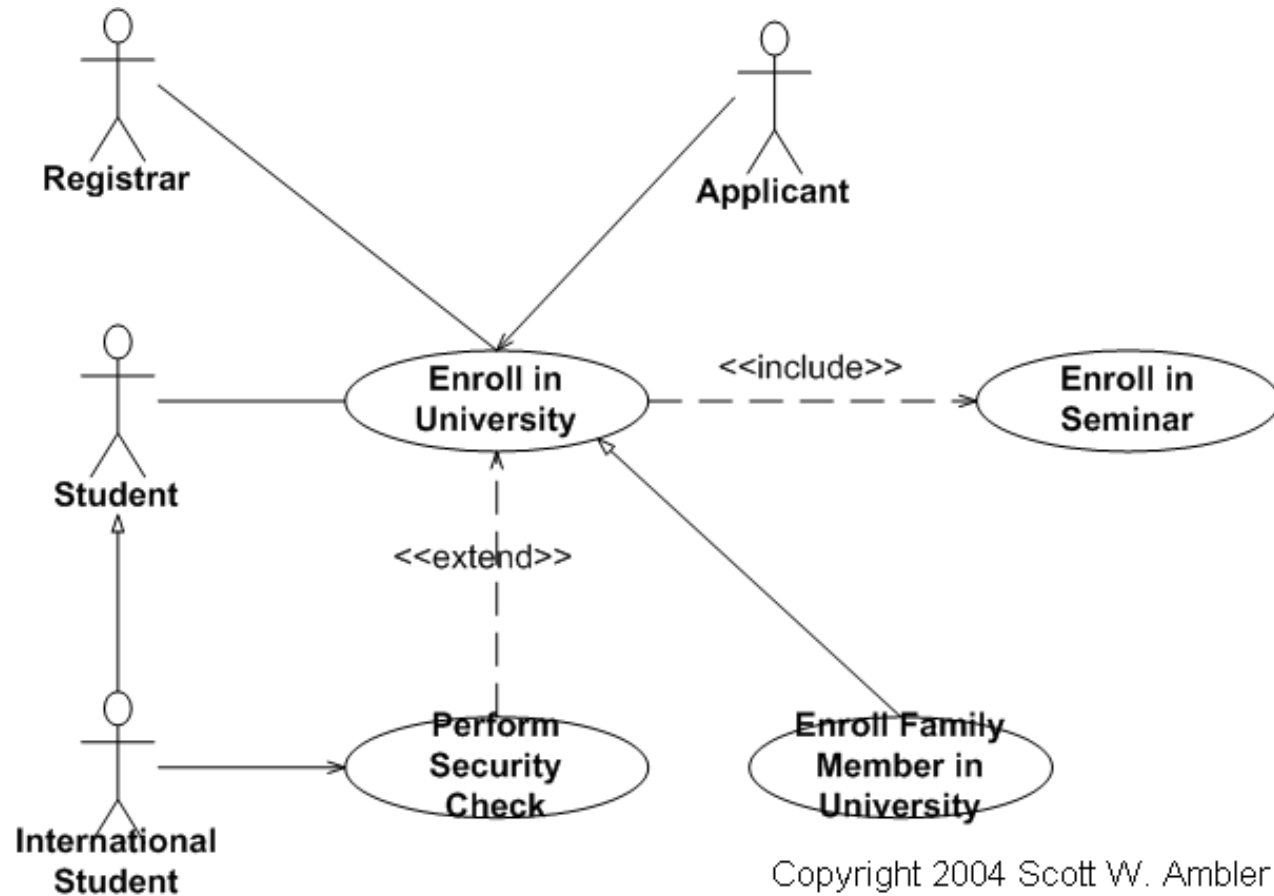 Registrar
Applicant
Enroll in
University
<<include>>
Enroll in
Seminar
Student
<<extend>>
Perform
Security
Check
Enroll Family
Member in
University
International
Student
Copyright 2004 Scott W. Ambler